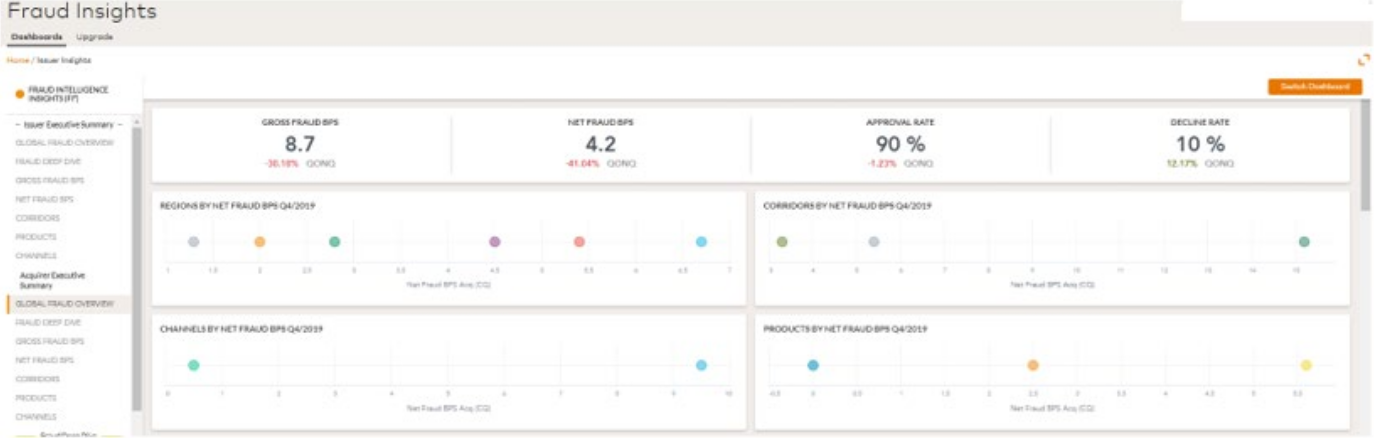 Fraud Insights
Dashboards Upgrade
Home / Issuer Insights
FRAUD INTELLIGENCE
INSIGHTS (FI²)
Switch Dashboard
- Issuer Executive Summary -
GLOBAL FRAUD OVERVIEW
FRAUD DEEP DIVE
GROSS FRAUD BPS
NET FRAUD BPS
CORRIDORS
PRODUCTS
CHANNELS
Acquirer Executive
Summary
GLOBAL FRAUD OVERVIEW
FRAUD DEEP DIVE
GROSS FRAUD BPS
NET FRAUD BPS
CORRIDORS
PRODUCTS
CHANNELS
GROSS FRAUD BPS
8.7
-30.18% QONQ
NET FRAUD BPS
4.2
-41.04% QONQ
APPROVAL RATE
90 %
-1.23% QONQ
DECLINE RATE
10 %
12.17% QONQ
REGIONS BY NET FRAUD BPS Q4/2019
1 1.5 2 2.5 3 3.5 4 4.5 5 5.5 6 6.5 7
Net Fraud BPS Acq (CQ)
CORRIDORS BY NET FRAUD BPS Q4/2019
3 4 5 6 7 8 9 10 11 12 13 14 15
Net Fraud BPS Acq (CQ)
CHANNELS BY NET FRAUD BPS Q4/2019
0 1 2 3 4 5 6 7 8 9 10
Net Fraud BPS Acq (CQ)
PRODUCTS BY NET FRAUD BPS Q4/2019
-0.5 0 0.5 1 1.5 2 2.5 3 3.5 4 4.5 5 5.5
Net Fraud BPS Acq (CQ)